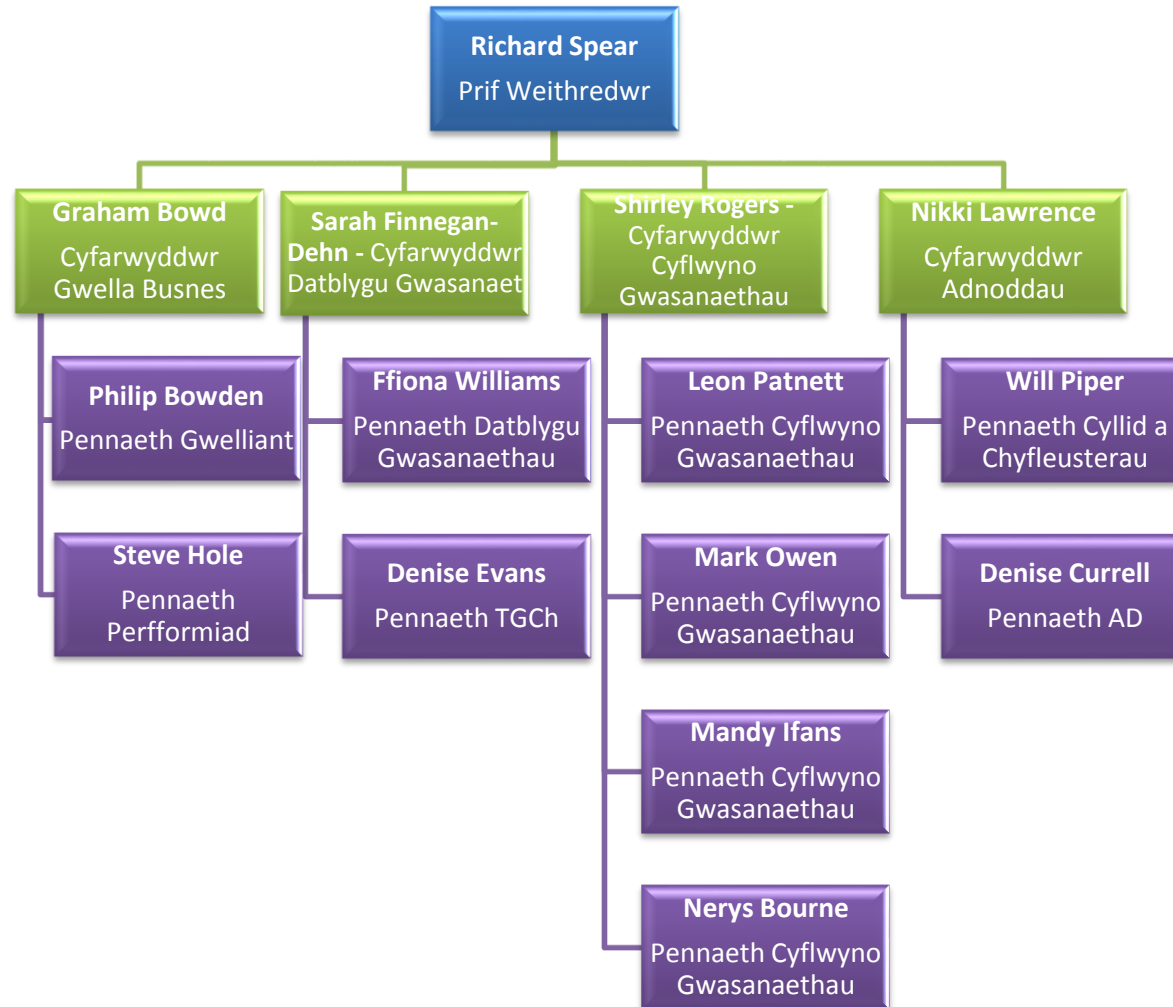 Richard Spear
Prif Weithredwr
Graham Bowd
Cyfarwyddwr
Gwella Busnes
Sarah Finnegan-
Dehn - Cyfarwyddwr
Datblygu Gwasanaet
Shirley Rogers -
Cyfarwyddwr
Cyflwyno
Gwasanaethau
Nikki Lawrence
Cyfarwyddwr
Adnoddau
Philip Bowden
Pennaeth Gwelliant
Steve Hole
Pennaeth
Perfformiad
Ffiona Williams
Pennaeth Datblygu
Gwasanaethau
Denise Evans
Pennaeth TGCh
Leon Patnett
Pennaeth Cyflwyno
Gwasanaethau
Mark Owen
Pennaeth Cyflwyno
Gwasanaethau
Mandy Ifans
Pennaeth Cyflwyno
Gwasanaethau
Nerys Bourne
Pennaeth Cyflwyno
Gwasanaethau
Will Piper
Pennaeth Cyllid a
Chyfleusterau
Denise Currell
Pennaeth AD